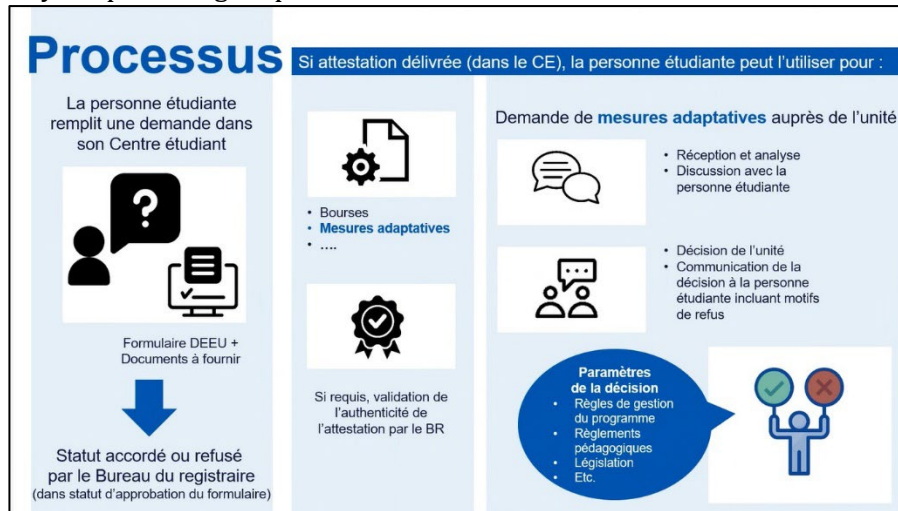 Processus
La personne étudiante
remplit une demande dans
son Centre étudiant
?
Formulaire DEEU +
Documents à fournir
Statut accordé ou refusé
par le Bureau du registraire
(dans statut d'approbation du formulaire)
Si attestation délivrée (dans le CE), la personne étudiante peut l'utiliser pour :
• Bourses
• Mesures adaptatives
• ....
Si requis, validation de
l'authenticité de
l'attestation par le BR
Demande de mesures adaptatives auprès de l'unité
• Réception et analyse
• Discussion avec la
personne étudiante
• Décision de l'unité
• Communication de la
décision à la personne
étudiante incluant motifs
de refus
Paramètres
de la décision
• Règles de gestion
du programme
• Règlements
pédagogiques
• Législation
• Etc.